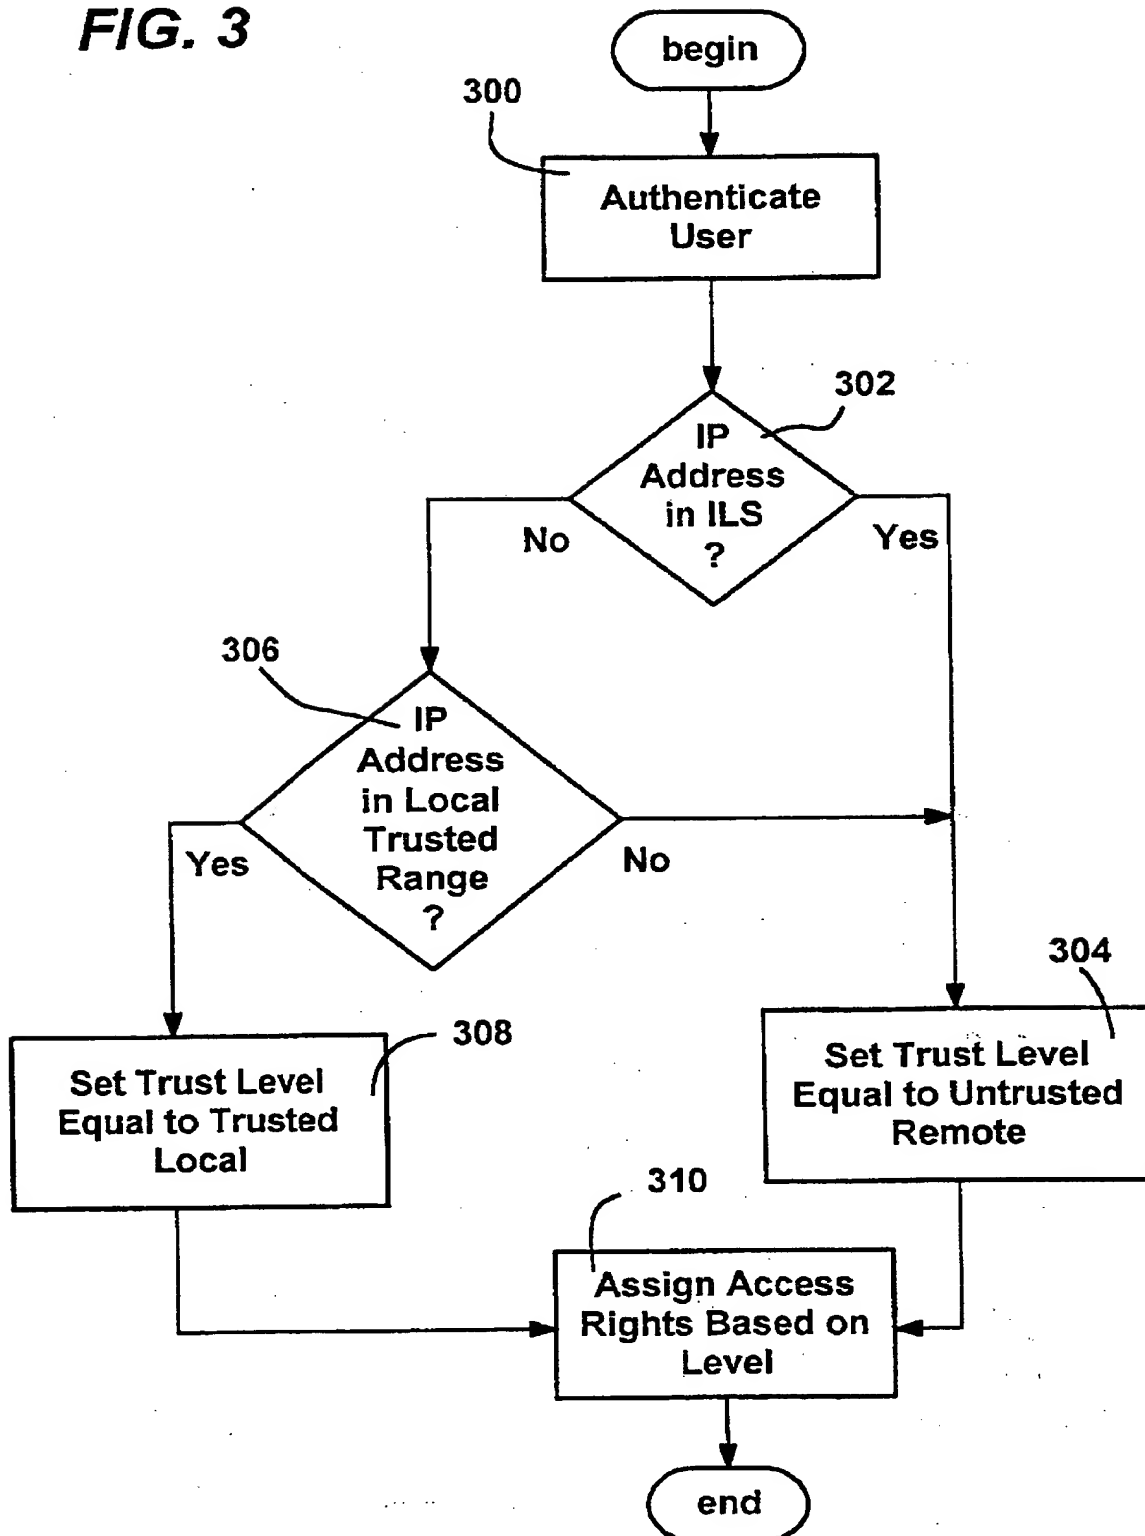 FIG. 3
begin
300
Authenticate
User
302
IP
Address
in ILS
?
No
Yes
306
IP
Address
in Local
Trusted
Range
?
Yes
No
304
308
Set Trust Level
Equal to Trusted
Local
Set Trust Level
Equal to Untrusted
Remote
310
Assign Access
Rights Based on
Level
end